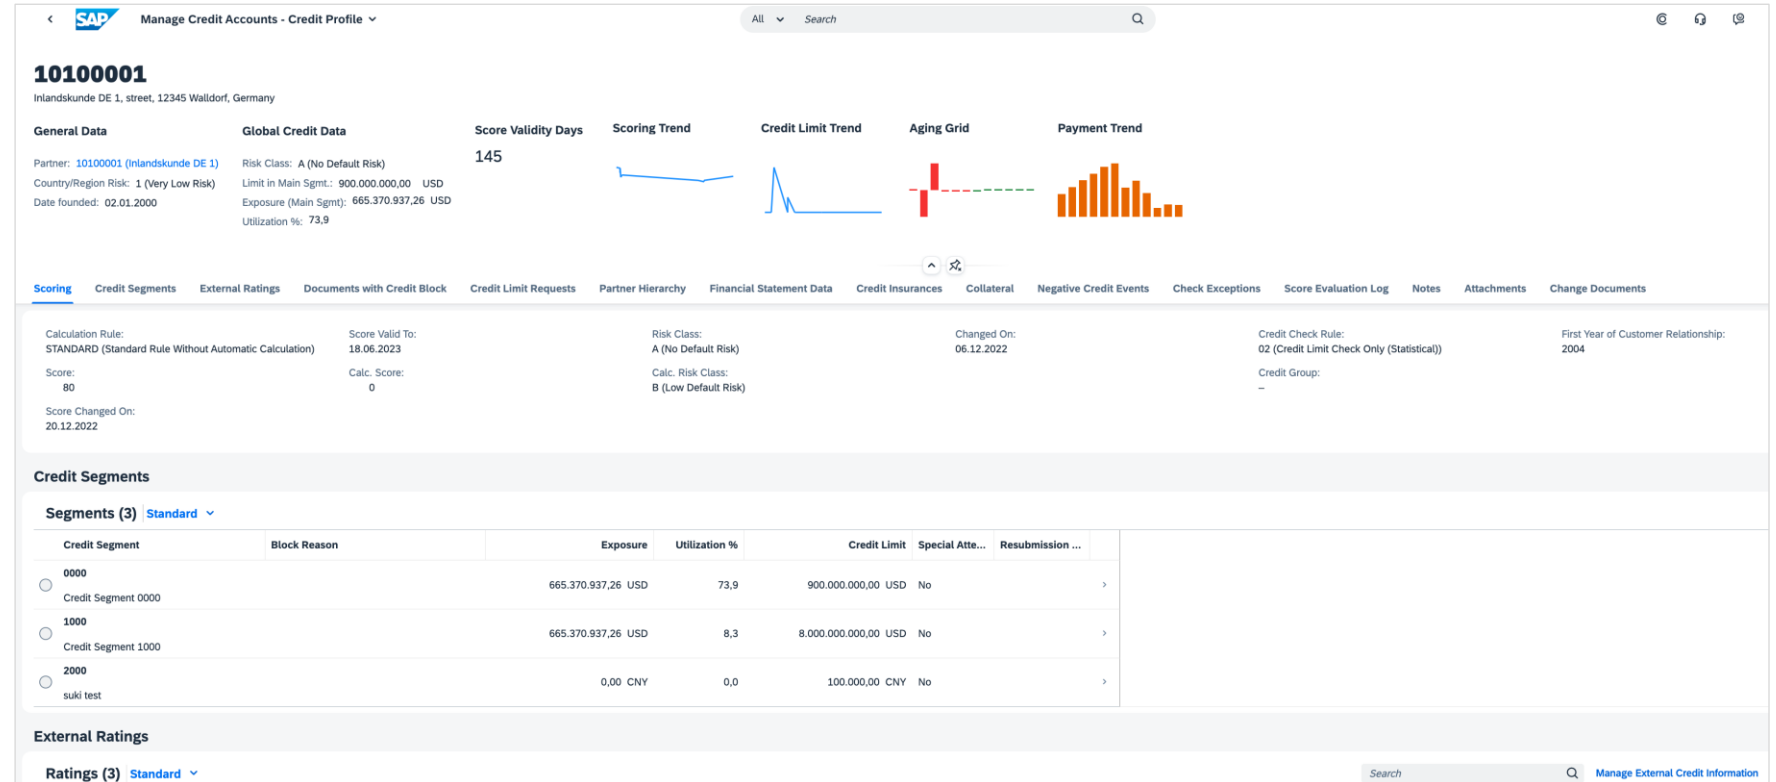 SAP Manage Credit Accounts - Credit Profile All Search
10100001
Inlandskunde DE 1, street, 12345 Walldorf, Germany
General Data Global Credit Data Score Validity Days Scoring Trend Credit Limit Trend Aging Grid Payment Trend
145
Partner: 10100001 (Inlandskunde DE 1) Risk Class: A (No Default Risk)
Country/Region Risk: 1 (Very Low Risk) Limit in Main Sgmt.: 900.000.000,00 USD
Date founded: 02.01.2000 Exposure (Main Sgmt): 665.370.937,26 USD
Utilization %: 73,9
Scoring Credit Segments External Ratings Documents with Credit Block Credit Limit Requests Partner Hierarchy Financial Statement Data Credit Insurances Collateral Negative Credit Events Check Exceptions Score Evaluation Log Notes Attachments Change Documents
Calculation Rule: Score Valid To: Risk Class: Changed On: Credit Check Rule: First Year of Customer Relationship:
STANDARD (Standard Rule Without Automatic Calculation) 18.06.2023 A (No Default Risk) 06.12.2022 02 (Credit Limit Check Only (Statistical)) 2004
Score: Calc. Score: Calc. Risk Class: Credit Group:
80 0 B (Low Default Risk) –
Score Changed On:
20.12.2022
Credit Segments
Segments (3) Standard
Credit Segment Block Reason Exposure Utilization % Credit Limit Special Atte... Resubmission ...
0000
665.370.937,26 USD 73,9 900.000.000,00 USD No
Credit Segment 0000
1000
665.370.937,26 USD 8,3 8.000.000.000,00 USD No
Credit Segment 1000
2000
0,00 CNY 0,0 100.000,00 CNY No
suki test
External Ratings
Ratings (3) Standard Search Manage External Credit Information